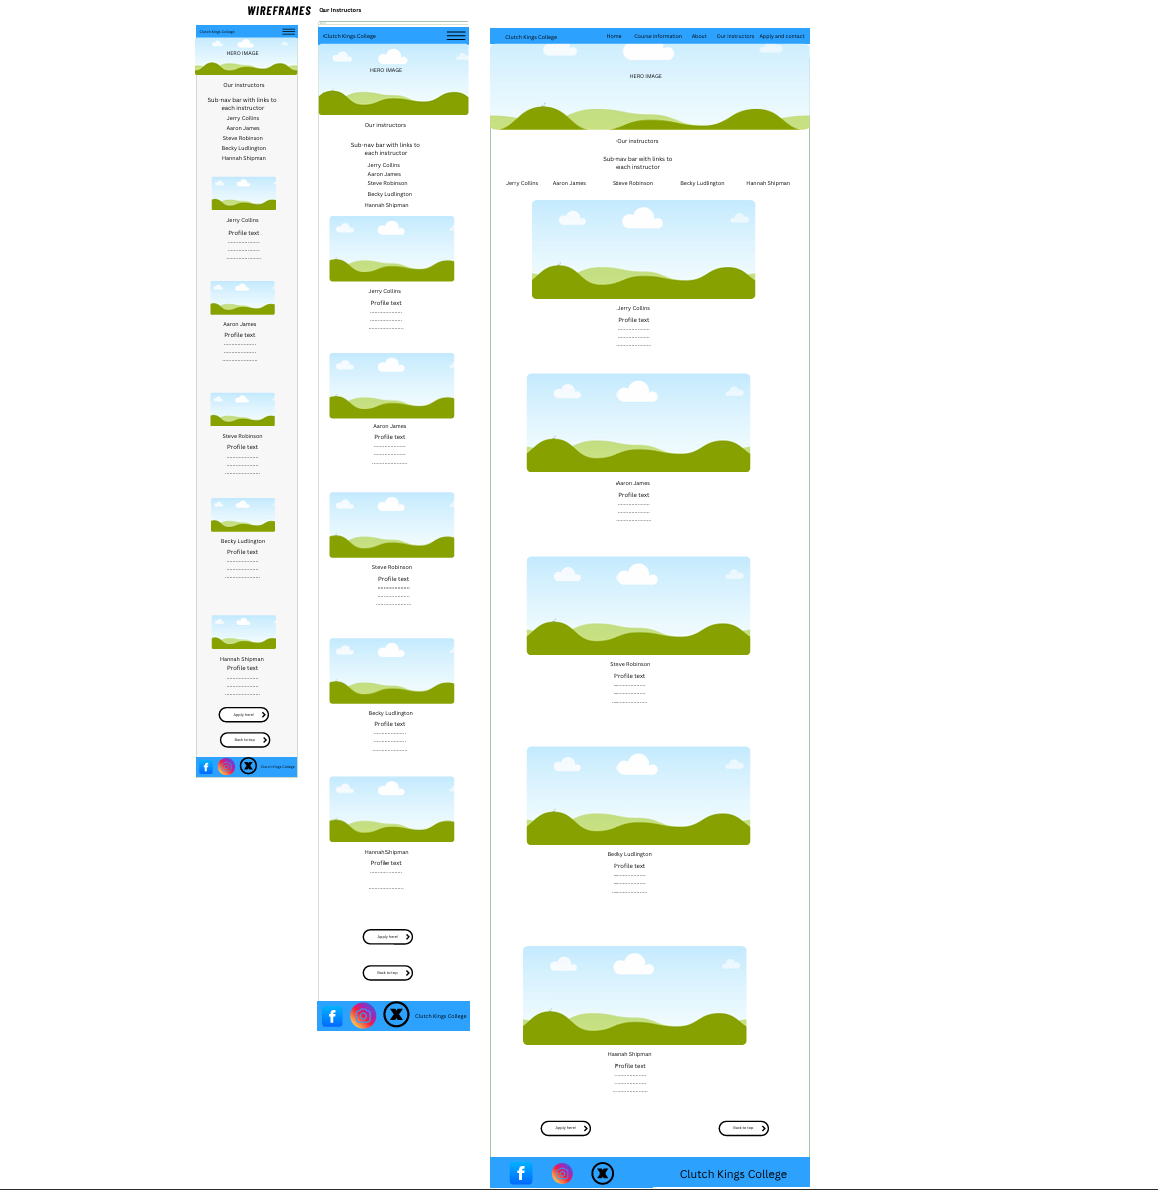 WIREFRAMES
Our Instructors
Clutch Kings College
HERO IMAGE
Our instructors
Sub-nav bar with links to
each instructor
Jerry Collins
Aaron James
Steve Robinson
Becky Ludlington
Hannah Shipman
Jerry Collins
Profile text
Aaron James
Profile text
Steve Robinson
Profile text
Becky Ludlington
Profile text
Hannah Shipman
Profile text
Apply here!
Back to top
Clutch Kings College
Clutch Kings College
HERO IMAGE
Our instructors
Sub-nav bar with links to
each instructor
Jerry Collins
Aaron James
Steve Robinson
Becky Ludlington
Hannah Shipman
Jerry Collins
Profile text
Aaron James
Profile text
Steve Robinson
Profile text
Becky Ludlington
Profile text
Hannah Shipman
Profile text
Apply here!
Back to top
Clutch Kings College
Clutch Kings College Home Course information About Our instructors Apply and contact
HERO IMAGE
Our instructors
Sub-nav bar with links to
each instructor
Jerry Collins Aaron James Steve Robinson Becky Ludlington Hannah Shipman
Jerry Collins
Profile text
Aaron James
Profile text
Steve Robinson
Profile text
Becky Ludlington
Profile text
Hannah Shipman
Profile text
Apply here! Back to top
Clutch Kings College